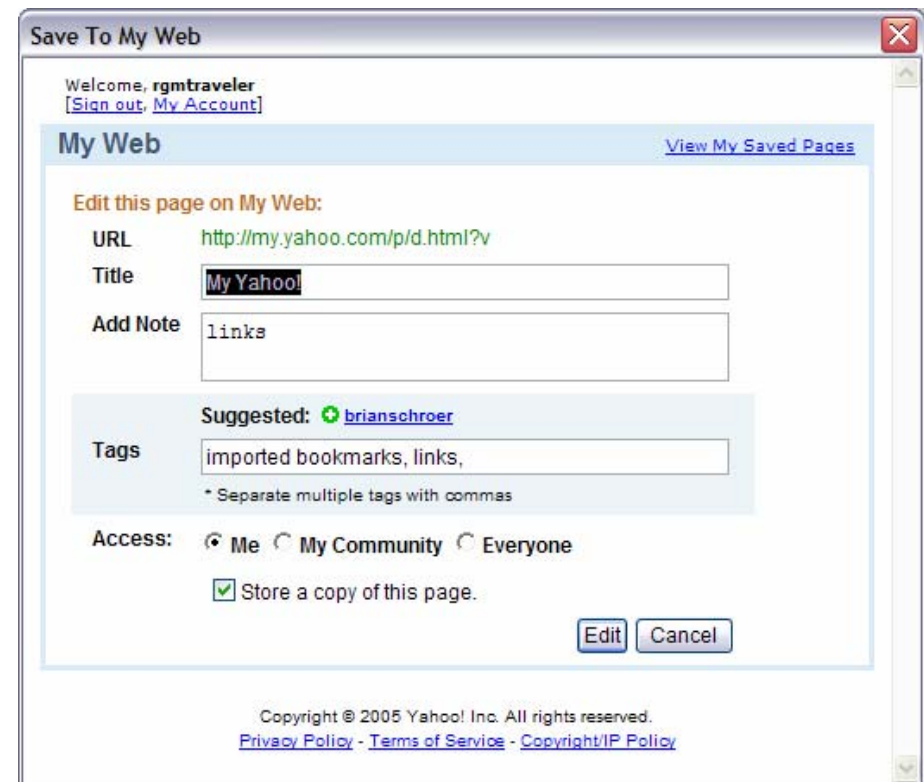 Save To My Web
Welcome, rgmtraveler
[Sign out, My Account]
My Web
View My Saved Pages
Edit this page on My Web:
URL http://my.yahoo.com/p/d.html?v
Title My Yahoo!
Add Note links
Suggested: brianschroer
Tags imported bookmarks, links,
* Separate multiple tags with commas
Access: Me My Community Everyone
Store a copy of this page.
Edit Cancel
Copyright © 2005 Yahoo! Inc. All rights reserved.
Privacy Policy - Terms of Service - Copyright/IP Policy